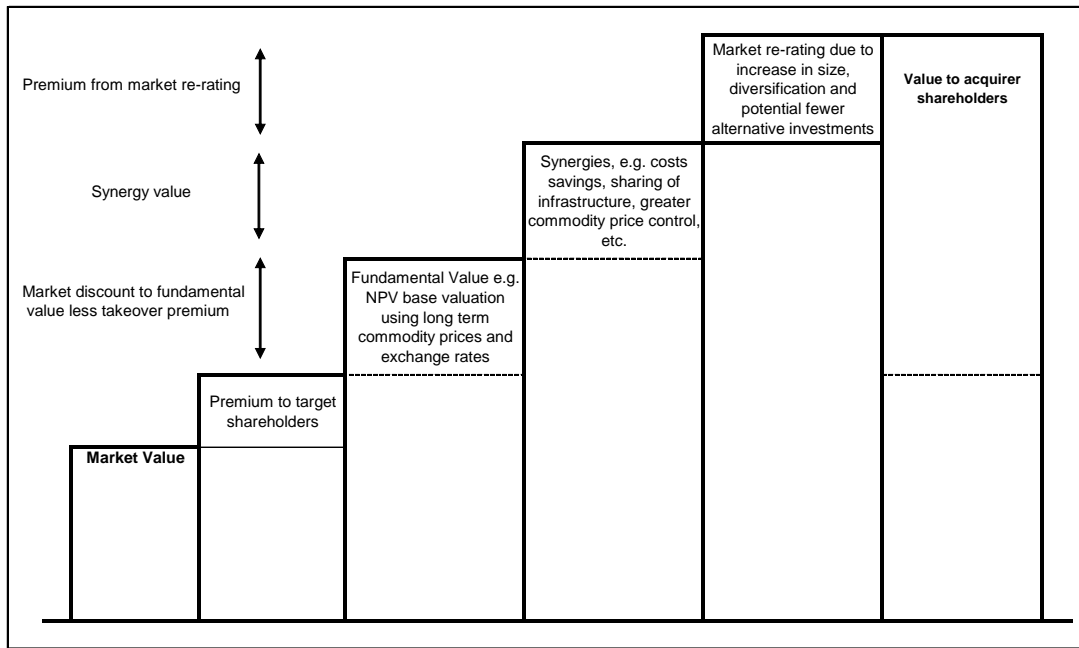 Premium from market re-rating
Synergy value
Market discount to fundamental
value less takeover premium
Market Value
Premium to target
shareholders
Fundamental Value e.g.
NPV base valuation
using long term
commodity prices and
exchange rates
Synergies, e.g. costs
savings, sharing of
infrastructure, greater
commodity price control,
etc.
Market re-rating due to
increase in size,
diversification and
potential fewer
alternative investments
Value to acquirer
shareholders